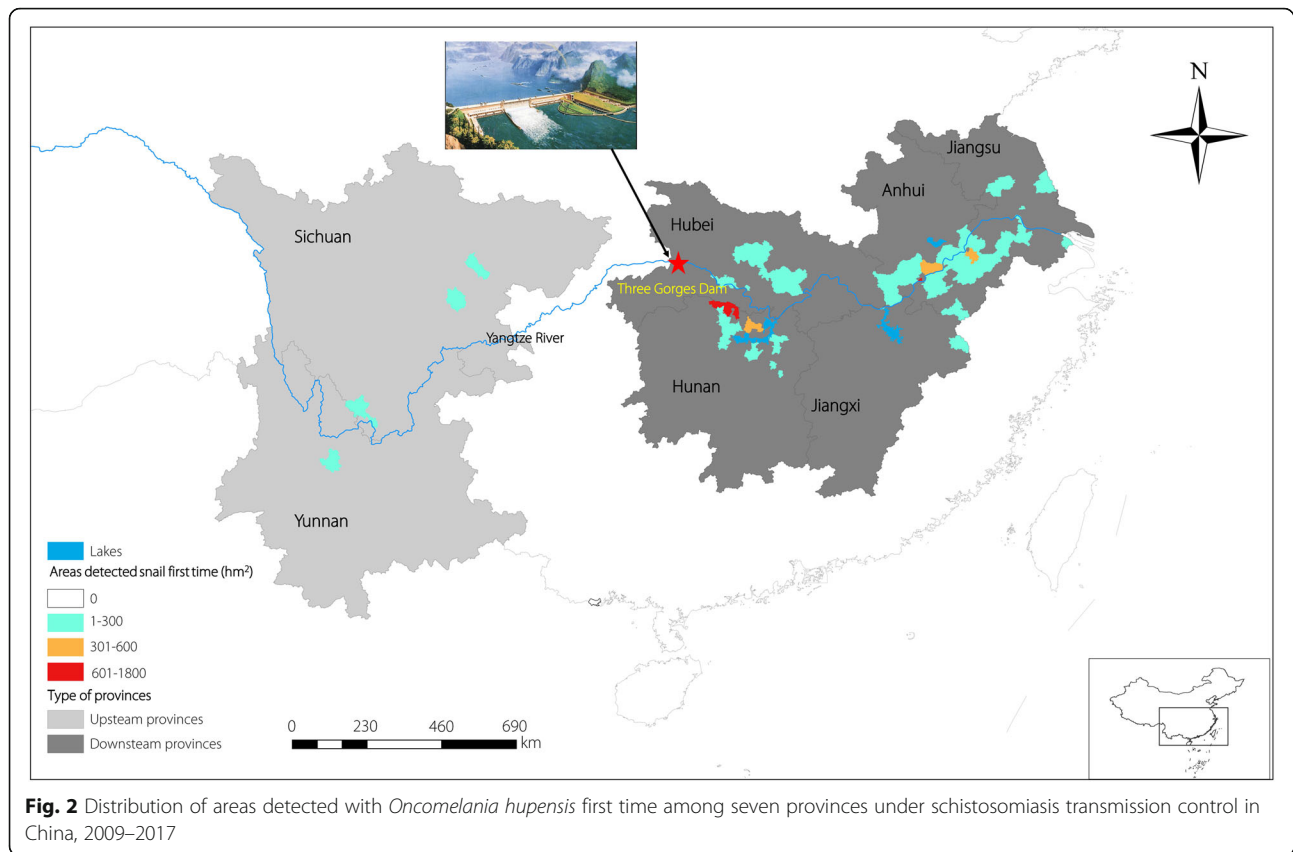 N
Jiangsu
Anhui
Hubei
Sichuan
Three Gorges Dam
Yangtze River
Hunan
Jiangxi
Yunnan
Lakes
Areas detected snail first time (hm²)
0
1-300
301-600
601-1800
Type of provinces
Upsteam provinces
Downsteam provinces
0 230 460 690
km
Fig. 2 Distribution of areas detected with Oncomelania hupensis first time among seven provinces under schistosomiasis transmission control in
China, 2009–2017